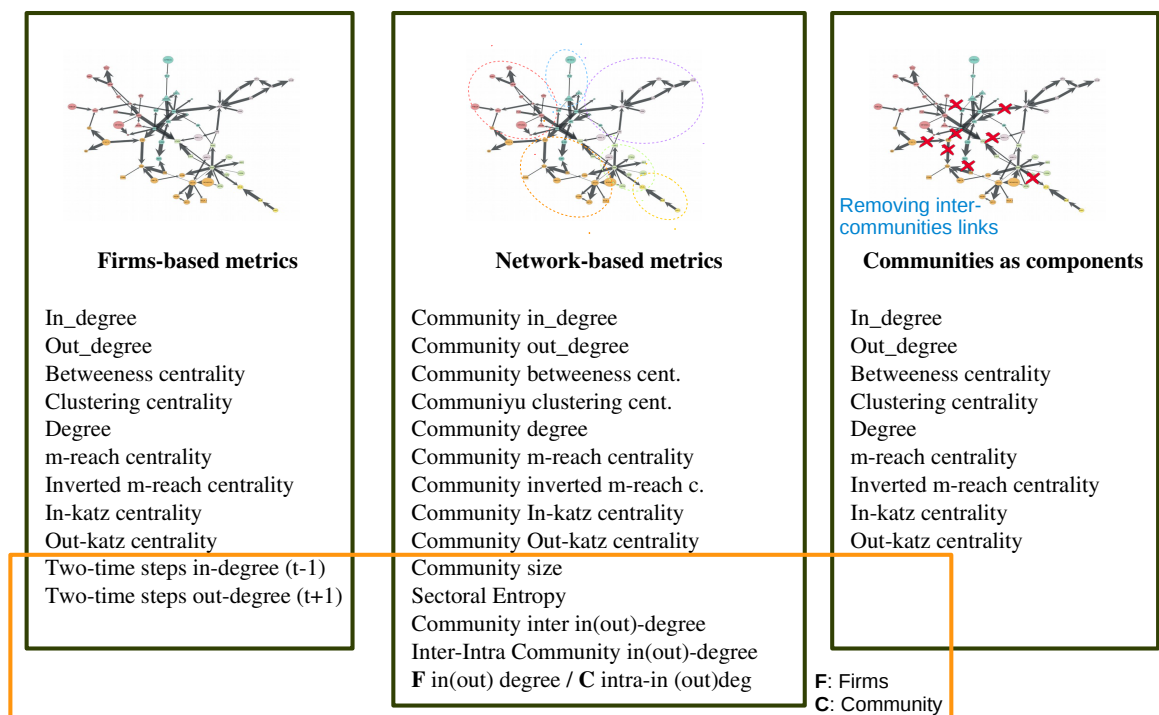 Firms-based metrics
In_degree
Out_degree
Betweeness centrality
Clustering centrality
Degree
m-reach centrality
Inverted m-reach centrality
In-katz centrality
Out-katz centrality
Two-time steps in-degree (t-1)
Two-time steps out-degree (t+1)
Network-based metrics
Community in_degree
Community out_degree
Community betweeness cent.
Communiyu clustering cent.
Community degree
Community m-reach centrality
Community inverted m-reach c.
Community In-katz centrality
Community Out-katz centrality
Community size
Sectoral Entropy
Community inter in(out)-degree
Inter-Intra Community in(out)-degree
F in(out) degree / C intra-in (out)deg
Removing inter-
communities links
Communities as components
In_degree
Out_degree
Betweeness centrality
Clustering centrality
Degree
m-reach centrality
Inverted m-reach centrality
In-katz centrality
Out-katz centrality
F: Firms
C: Community